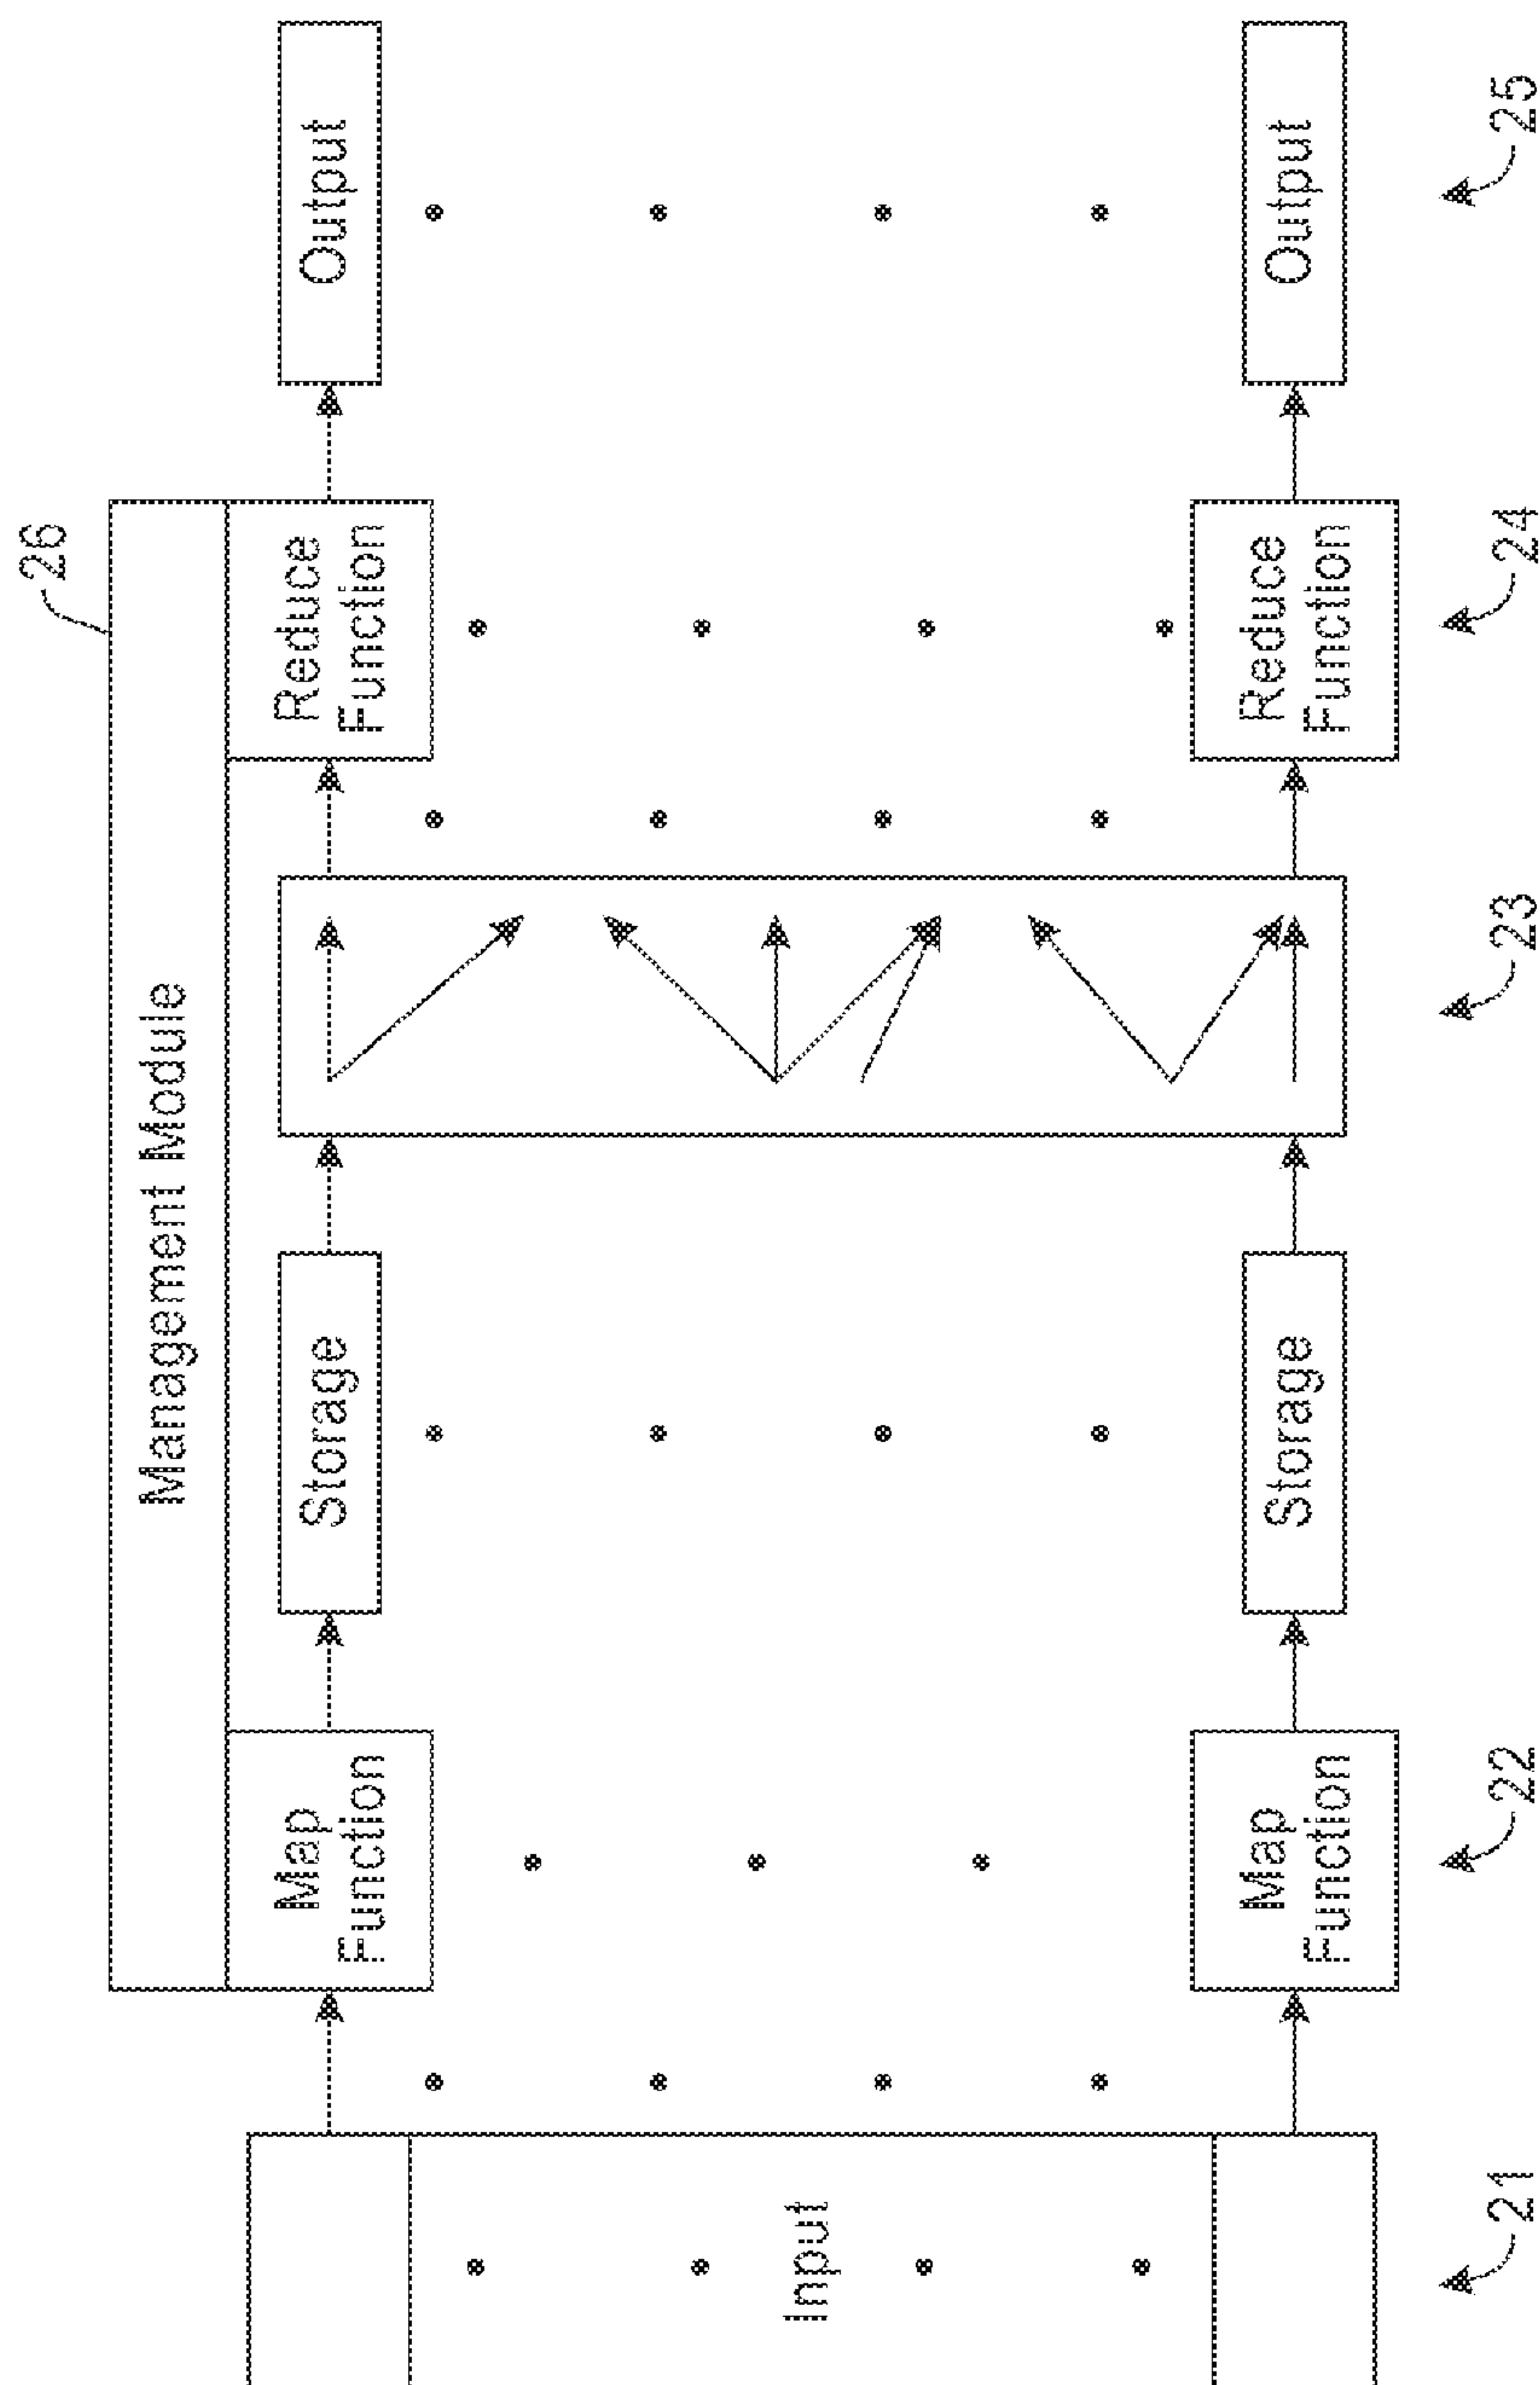 26
Management Module
Input
Map
Function
Storage
Reduce
Function
Output
Map
Function
Storage
Reduce
Function
Output
21
22
23
24
25